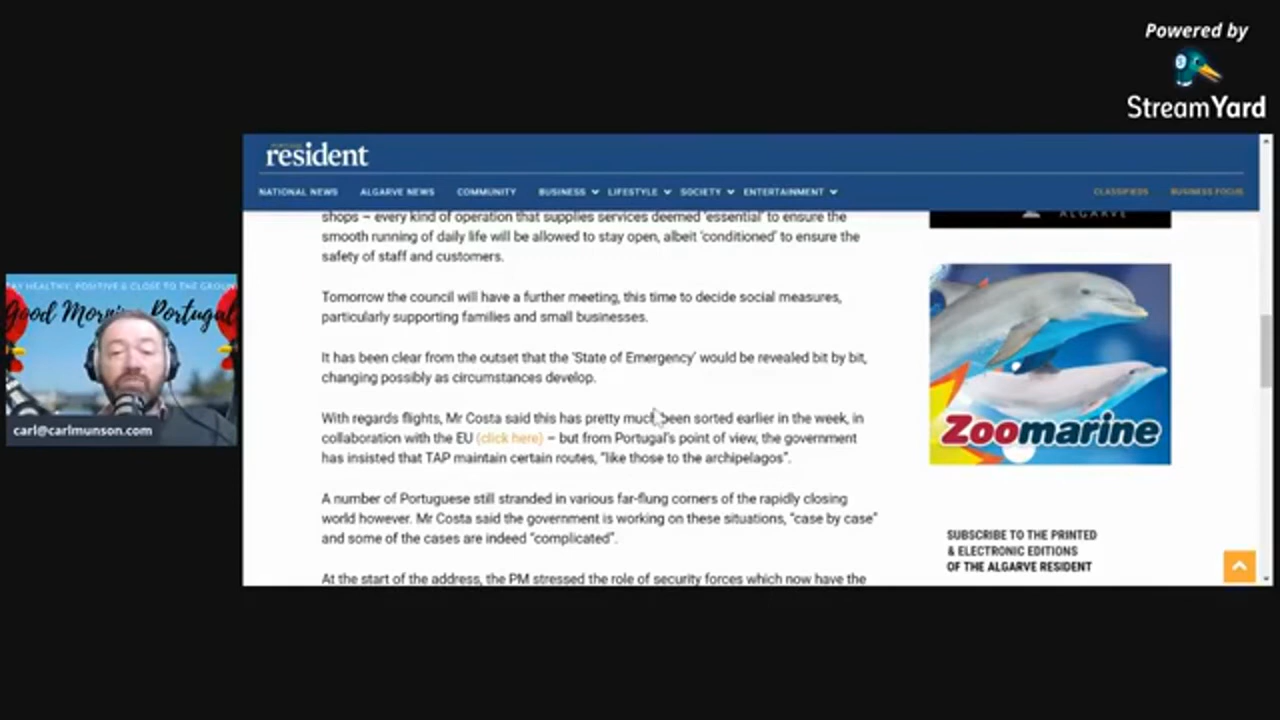 Powered by
StreamYard
resident
NATIONAL NEWS ALGARVE NEWS COMMUNITY BUSINESS LIFESTYLE SOCIETY ENTERTAINMENT CLASSIFIEDS BUSINESS FOCUS
shops – every kind of operation that supplies services deemed ‘essential’ to ensure the
smooth running of daily life will be allowed to stay open, albeit ‘conditioned’ to ensure the
safety of staff and customers.
Tomorrow the council will have a further meeting, this time to decide social measures,
particularly supporting families and small businesses.
It has been clear from the outset that the ‘State of Emergency’ would be revealed bit by bit,
changing possibly as circumstances develop.
With regards flights, Mr Costa said this has pretty much been sorted earlier in the week, in
collaboration with the EU (click here) – but from Portugal’s point of view, the government
has insisted that TAP maintain certain routes, “like those to the archipelagos”.
A number of Portuguese still stranded in various far-flung corners of the rapidly closing
world however. Mr Costa said the government is working on these situations, “case by case”
and some of the cases are indeed “complicated”.
At the start of the address, the PM stressed the role of security forces which now have the
ALGARVE
Zoomarine
SUBSCRIBE TO THE PRINTED
& ELECTRONIC EDITIONS
OF THE ALGARVE RESIDENT
HEALTHY, POSITIVE & CLOSE TO THE
Good Portugal
carl@carlmunson.com